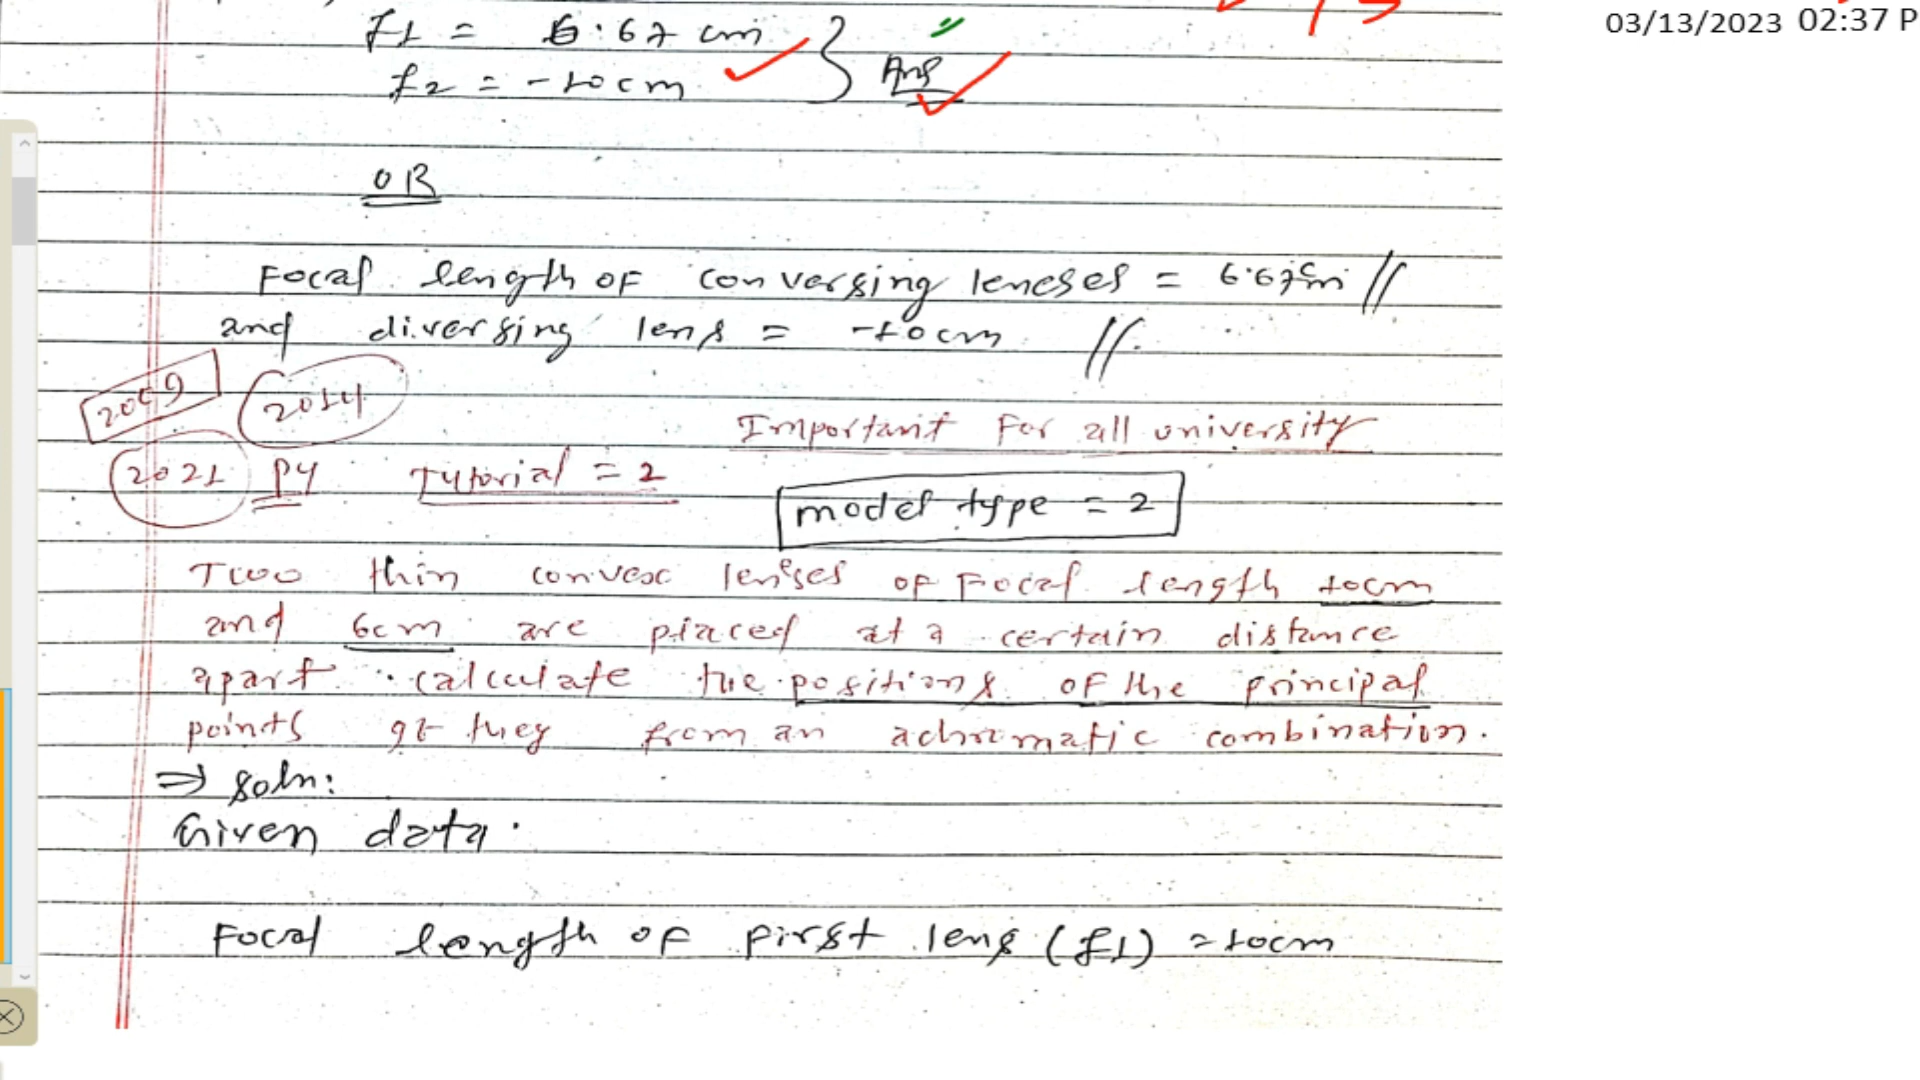 03/13/2023 02:37 P
f1 = 6.67 cm
f2 = -10cm } Ans
OR
Focal length of converging lencses = 6.67cm //
and diverging lens = -10cm //.
2069 2014
Important For all university
2021 PY Tutorial = 2
model type = 2
Two thin convex lenses of Focal length 10cm
and 6cm are placed at a certain distance
apart. calculate the positions of the principal
points gf they from an achromatic combination.
⇒ soln:
Given data.
Focal length of first lens (f1) = 10cm